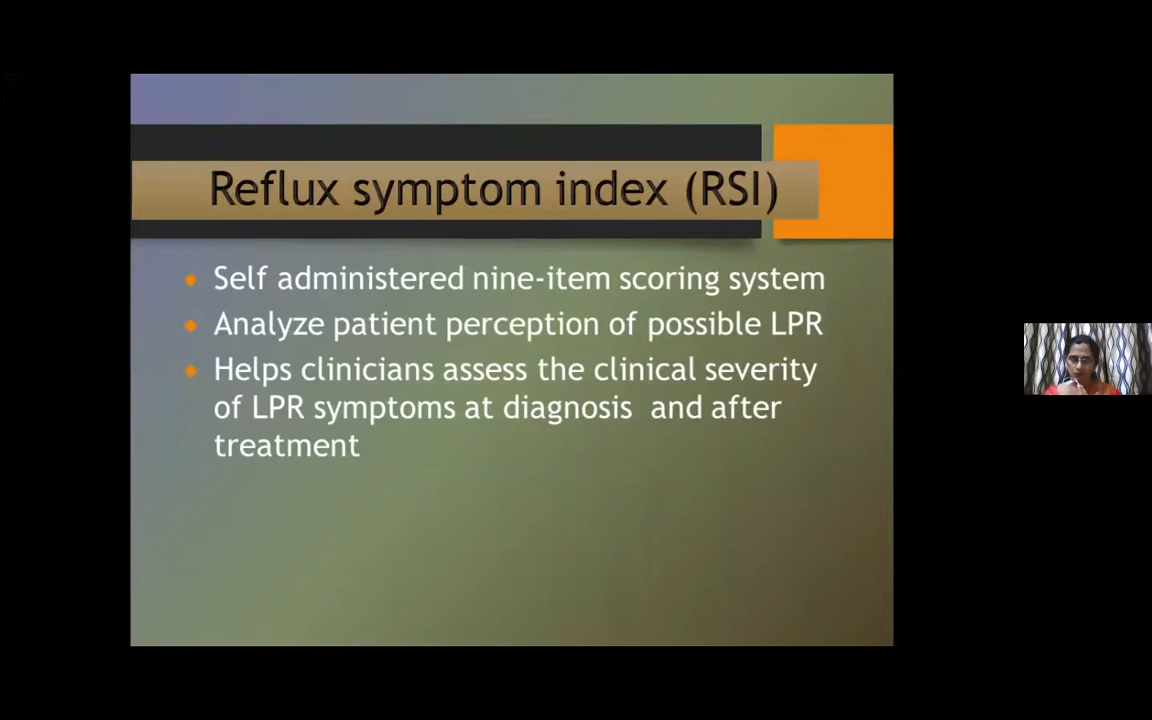 Reflux symptom index (RSI)
Self administered nine-item scoring system
Analyze patient perception of possible LPR
Helps clinicians assess the clinical severity
of LPR symptoms at diagnosis and after
treatment